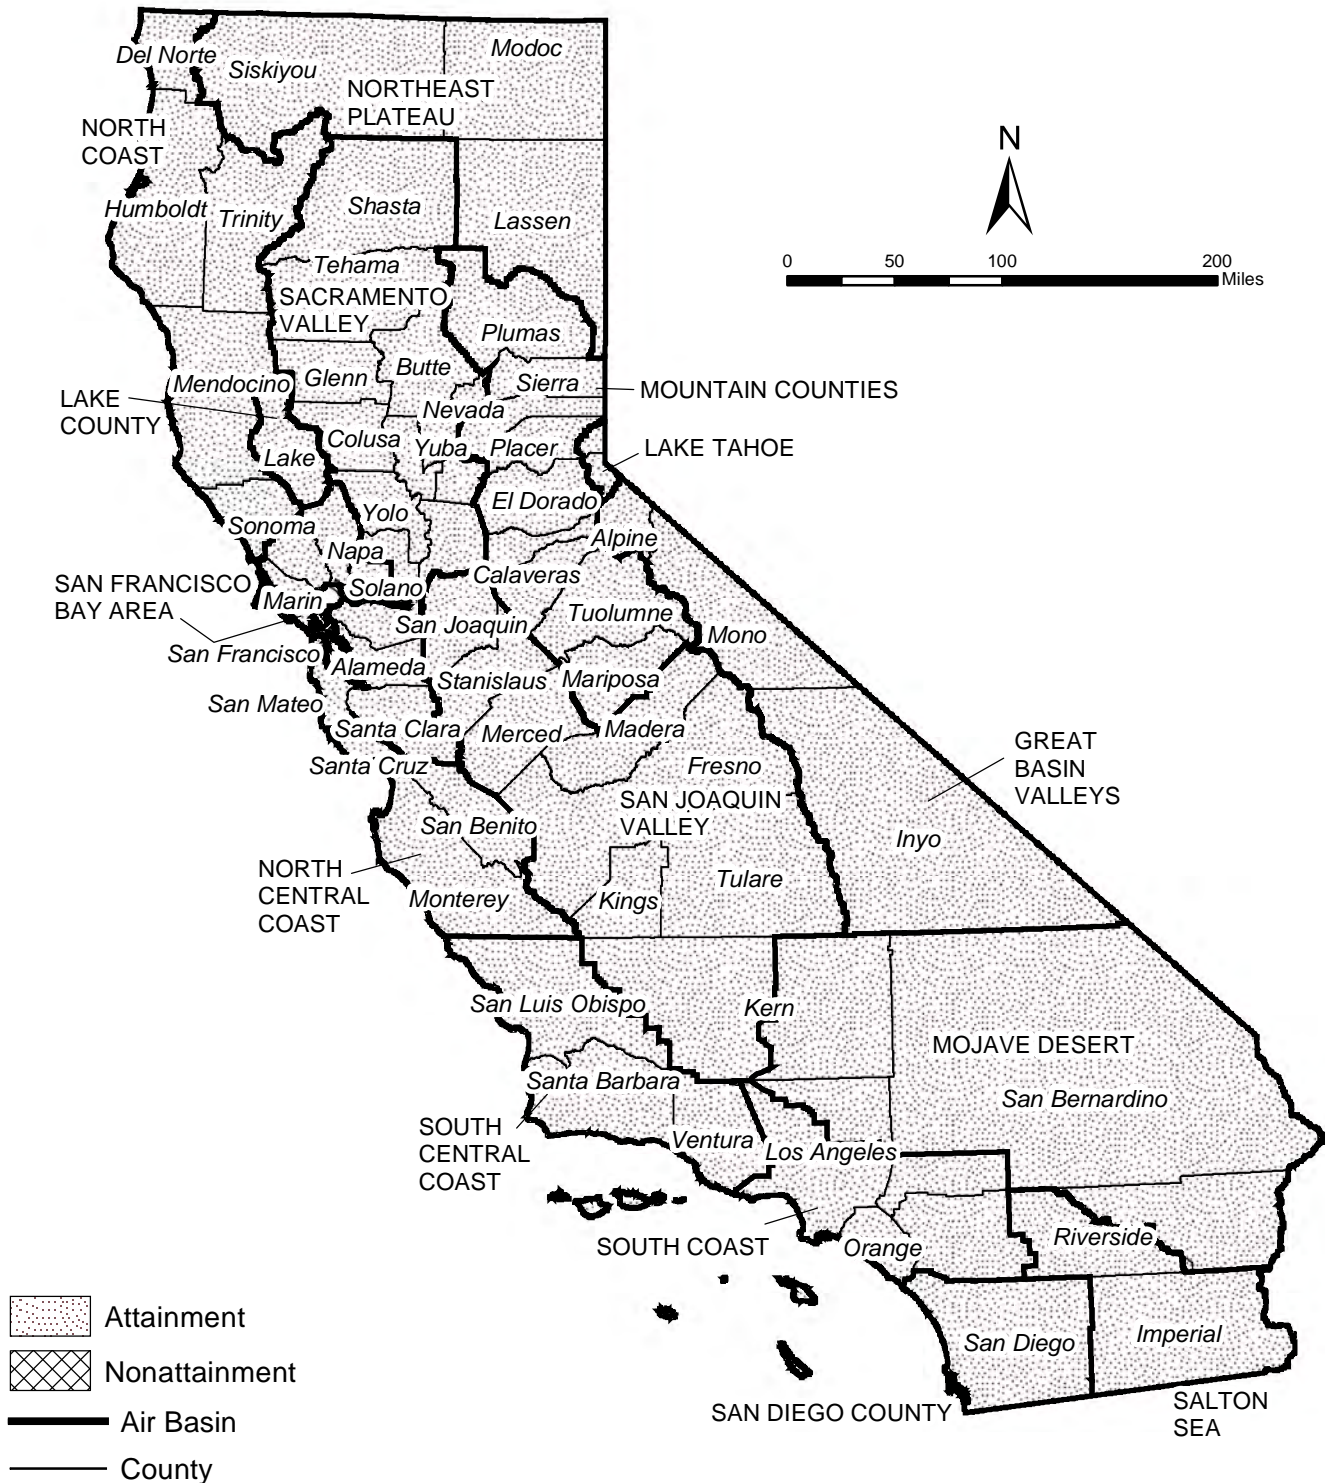 Del Norte
Siskiyou
Modoc
NORTHEAST
PLATEAU
NORTH
COAST
N
Humboldt
Trinity
Shasta
Lassen
0 50 100 200
Miles
Tehama
SACRAMENTO
VALLEY
Plumas
Mendocino
Glenn
Butte
Sierra
MOUNTAIN COUNTIES
LAKE
COUNTY
Nevada
Colusa
Yuba
Placer
LAKE TAHOE
Lake
El Dorado
Yolo
Sonoma
Napa
Alpine
SAN FRANCISCO
BAY AREA
Solano
Calaveras
Marin
Tuolumne
San Joaquin
Mono
San Francisco
Alameda
Stanislaus
Mariposa
San Mateo
Santa Clara
Merced
Madera
Santa Cruz
Fresno
GREAT
BASIN
VALLEYS
SAN JOAQUIN
VALLEY
San Benito
Inyo
NORTH
CENTRAL
COAST
Monterey
Kings
Tulare
San Luis Obispo
Kern
MOJAVE DESERT
Santa Barbara
San Bernardino
SOUTH
CENTRAL
COAST
Ventura
Los Angeles
SOUTH COAST
Orange
Riverside
San Diego
Imperial
SAN DIEGO COUNTY
SALTON
SEA
Attainment
Nonattainment
Air Basin
County